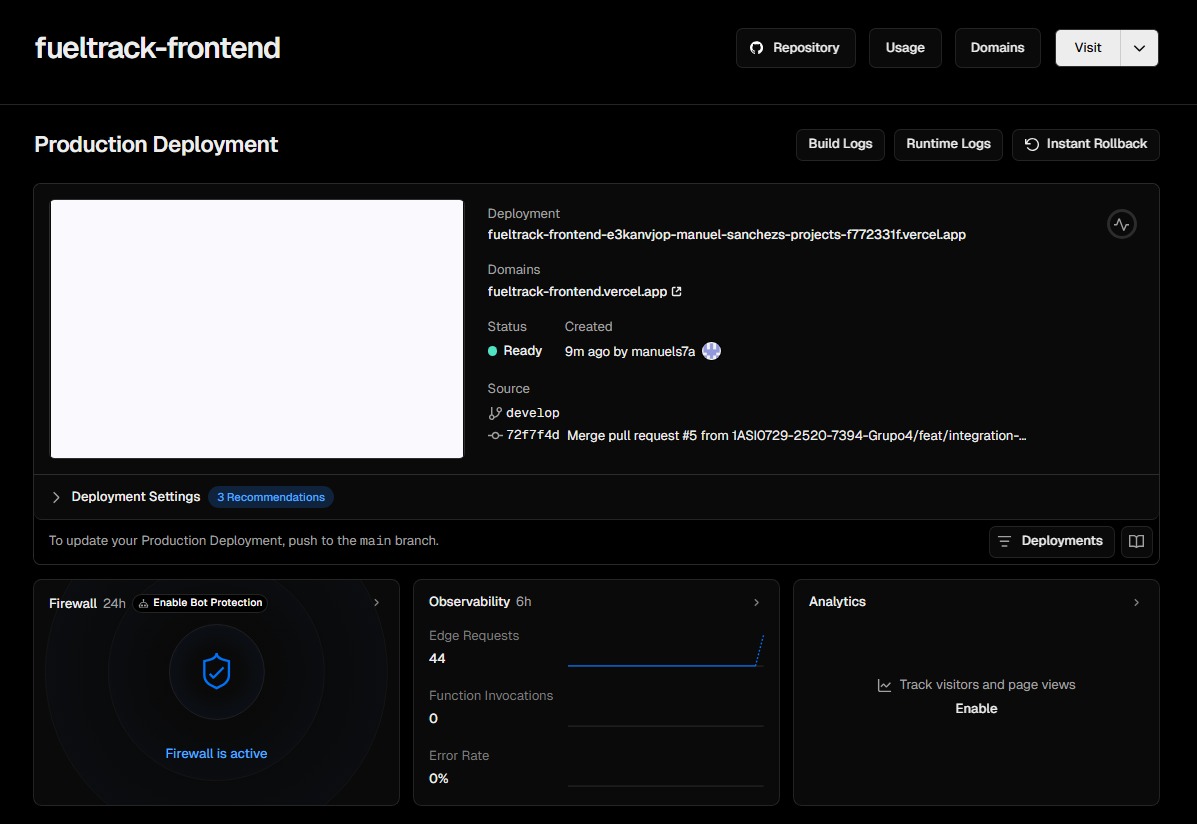 fueltrack-frontend
Repository
Usage
Domains
Visit
Production Deployment
Build Logs
Runtime Logs
Instant Rollback
Deployment
fueltrack-frontend-e3kanvjop-manuel-sanchezs-projects-f772331f.vercel.app
Domains
fueltrack-frontend.vercel.app
Status Created
Ready 9m ago by manuels7a
Source
develop
72f7f4d Merge pull request #5 from 1ASI0729-2520-7394-Grupo4/feat/integration-...
Deployment Settings 3 Recommendations
To update your Production Deployment, push to the main branch.
Deployments
Firewall 24h Enable Bot Protection
Firewall is active
Observability 6h
Edge Requests
44
Function Invocations
0
Error Rate
0%
Analytics
Track visitors and page views
Enable